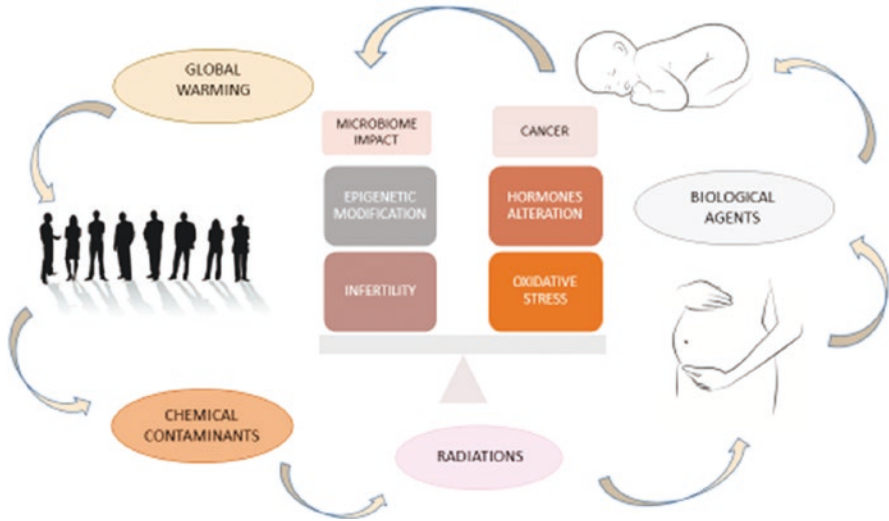 GLOBAL
WARMING
MICROBIOME
IMPACT
CANCER
EPIGENETIC
MODIFICATION
HORMONES
ALTERATION
BIOLOGICAL
AGENTS
INFERTILITY
OXIDATIVE
STRESS
CHEMICAL
CONTAMINANTS
RADIATIONS